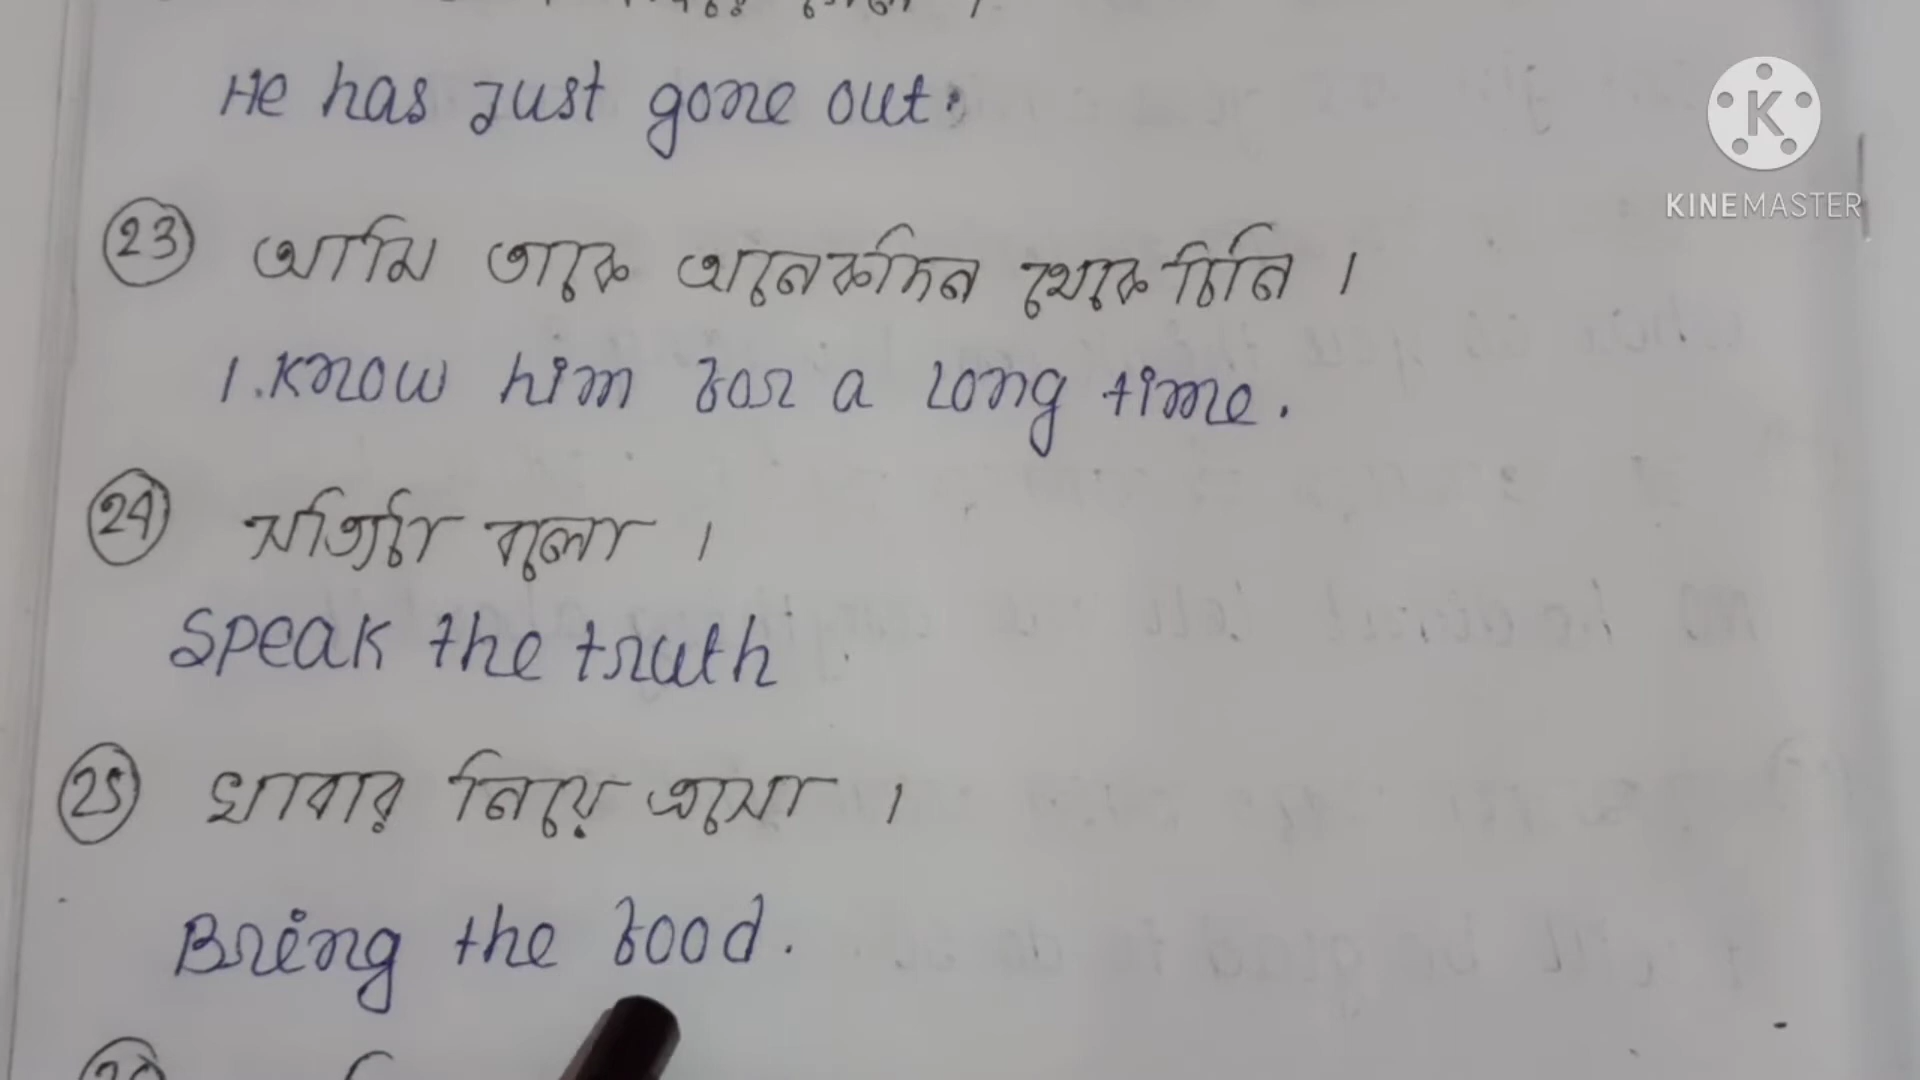 He has just gone out.
23 আমি তাকে অনেকদিন থেকে চিনি ।
I. Know him for a long time.
24 সত্যিটা বলো ।
Speak the truth
25 খাবার নিয়ে এসো ।
Bring the food.
K
KINEMASTER